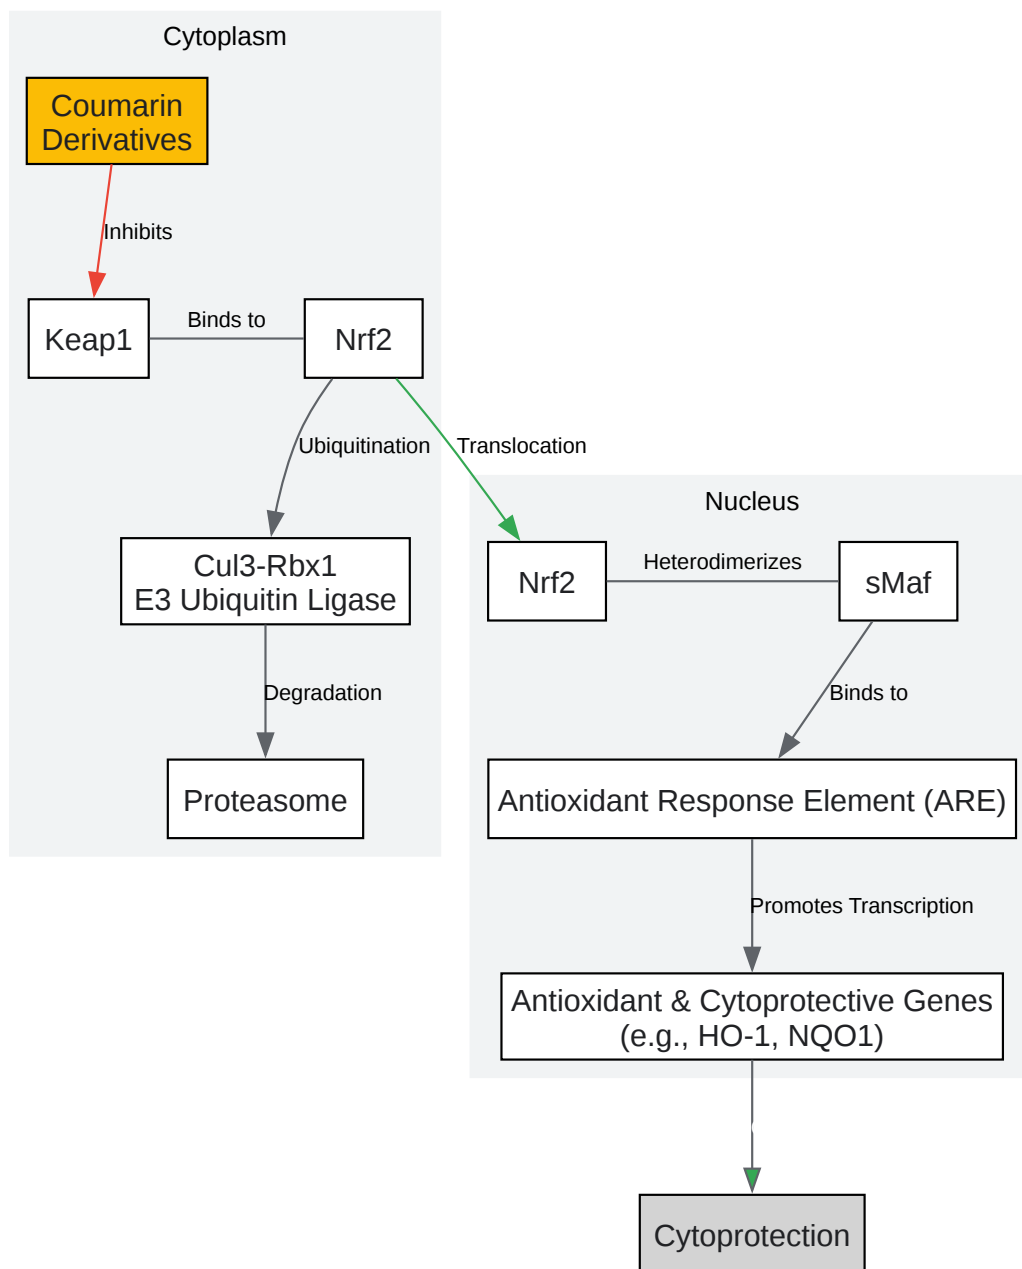 Cytoplasm
Coumarin
Derivatives
Inhibits
Keap1
Binds to
Nrf2
Ubiquitination
Translocation
Cul3-Rbx1
E3 Ubiquitin Ligase
Degradation
Proteasome
Nucleus
Nrf2
Heterodimerizes
sMaf
Binds to
Antioxidant Response Element (ARE)
Promotes Transcription
Antioxidant & Cytoprotective Genes
(e.g., HO-1, NQO1)
Cytoprotection